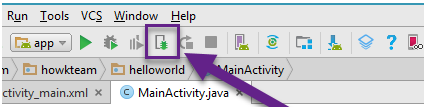 Run Tools VCS Window Help
app
m howkteam helloworld MainActivity
ctivity_main.xml MainActivity.java